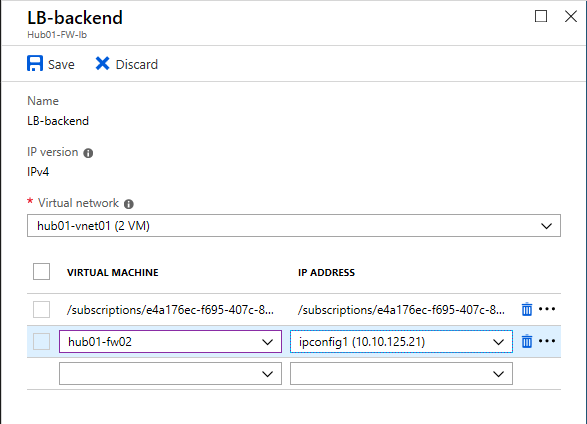 LB-backend
Hub01-FW-lb
Save Discard
Name
LB-backend
IP version
IPv4
* Virtual network
hub01-vnet01 (2 VM)
VIRTUAL MACHINE IP ADDRESS
/subscriptions/e4a176ec-f695-407c-8... /subscriptions/e4a176ec-f695-407c-8...
hub01-fw02 ipconfig1 (10.10.125.21)